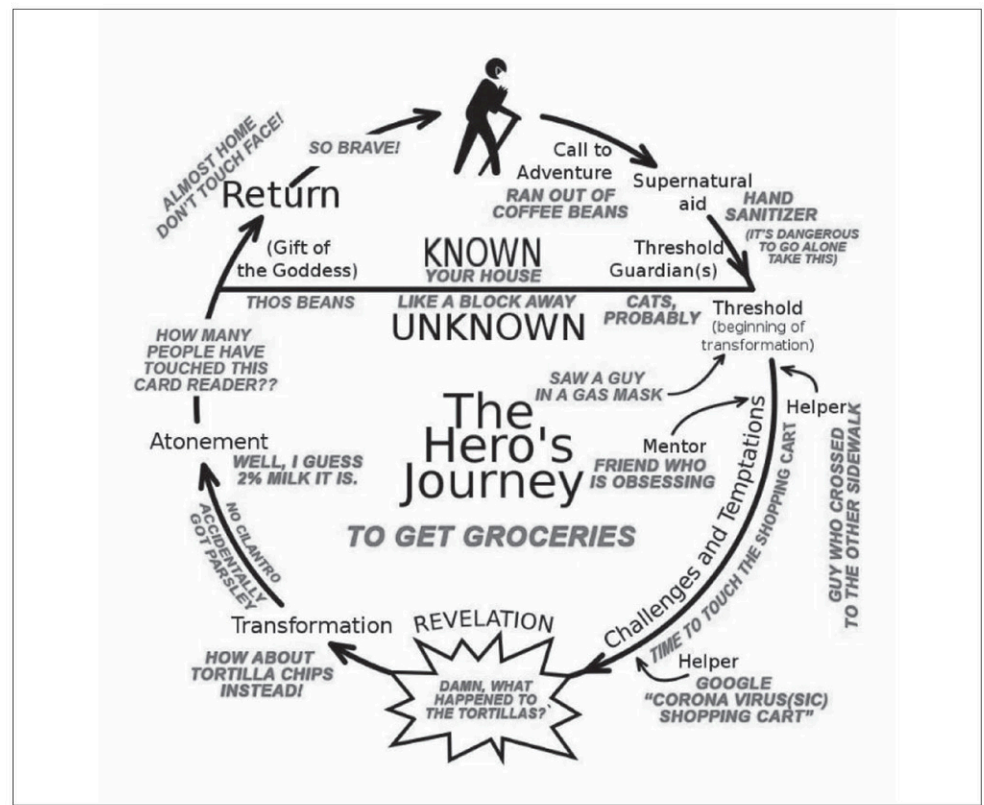 ALMOST HOME
DON'T TOUCH FACE!
SO BRAVE!
Return
Call to
Adventure
RAN OUT OF
COFFEE BEANS
Supernatural
aid
HAND
SANITIZER
(IT'S DANGEROUS
TO GO ALONE
TAKE THIS)
(Gift of
the Goddess)
KNOWN
YOUR HOUSE
Threshold
Guardian(s)
THOS BEANS
LIKE A BLOCK AWAY
UNKNOWN
CATS,
PROBABLY
Threshold
(beginning of
transformation)
HOW MANY
PEOPLE HAVE
TOUCHED THIS
CARD READER??
SAW A GUY
IN A GAS MASK
The
Hero's
Journey
TO GET GROCERIES
Mentor
FRIEND WHO
IS OBSESSING
Helper
GUY WHO CROSSED
TO THE OTHER SIDEWALK
Challenges and Temptations
TIME TO TOUCH THE SHOPPING CART
Atonement
WELL, I GUESS
2% MILK IT IS.
NO CILANTRO
ACCIDENTALLY
GOT PARSLEY
Transformation
HOW ABOUT
TORTILLA CHIPS
INSTEAD!
REVELATION
DAMN, WHAT
HAPPENED TO
THE TORTILLAS?
Helper
GOOGLE
"CORONA VIRUS(SIC)
SHOPPING CART"